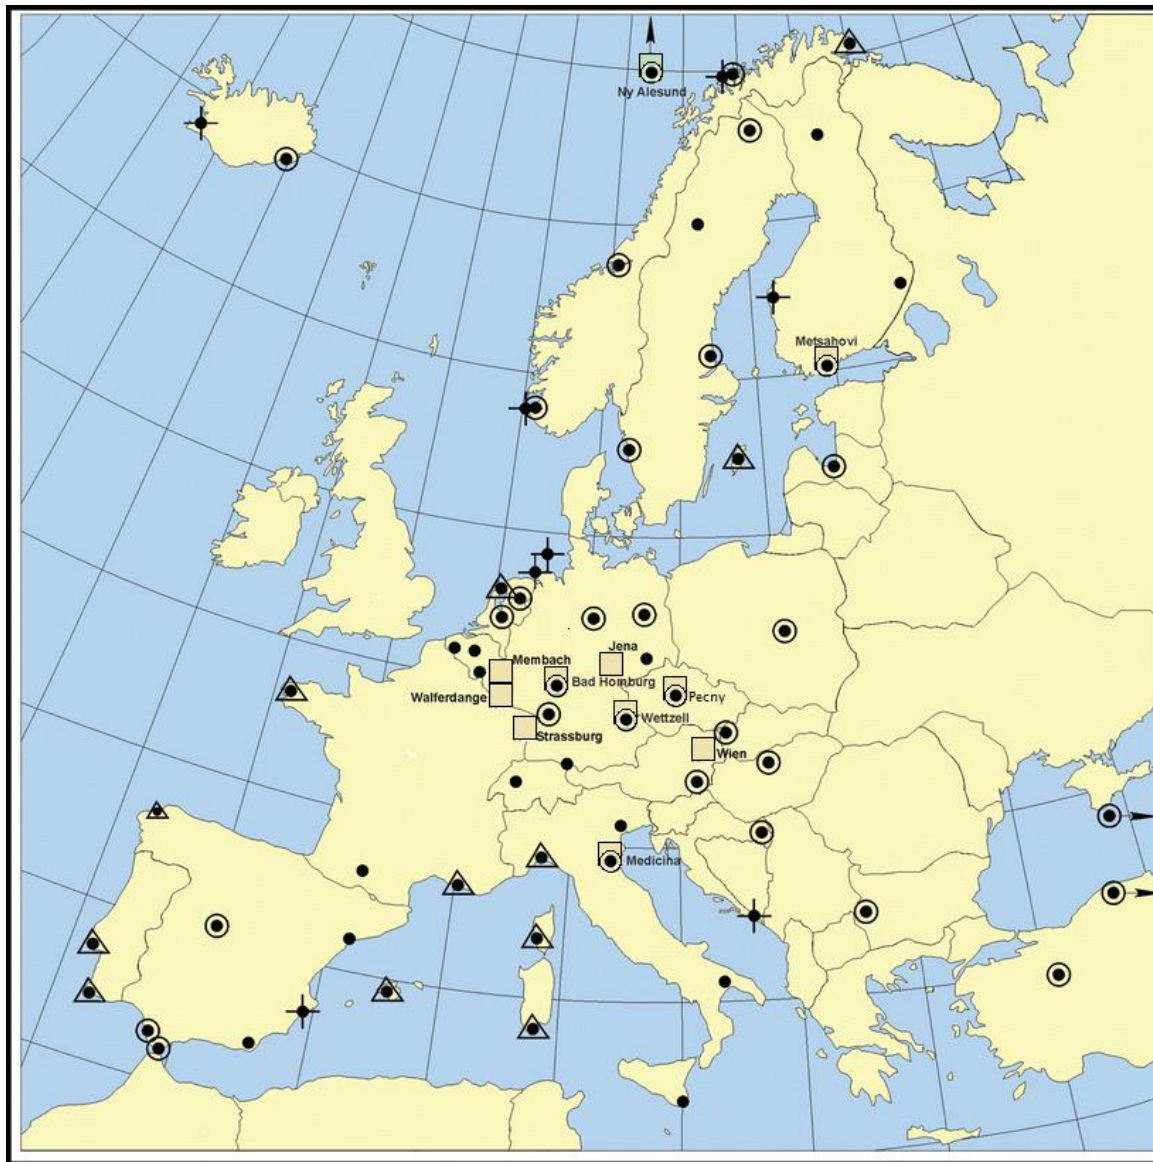 Ny Alesund
Metsahovi
Jena
Membach
Bad Homburg
Walferdange
Pecny
Wettzell
Strassburg
Wien
Medicina